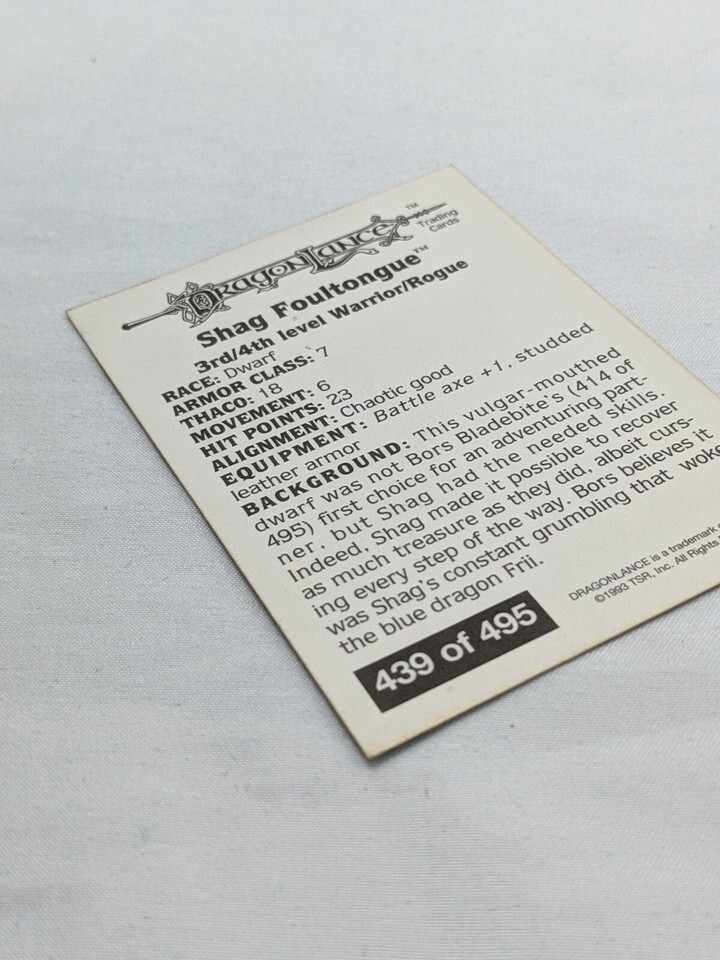 DRAGONLANCE™
Trading
Cards
Shag Foultongue™
3rd/4th level Warrior/Rogue
RACE: Dwarf
ARMOR CLASS: 7
THACO: 18
MOVEMENT: 6
HIT POINTS: 23
ALIGNMENT: Chaotic good
EQUIPMENT: Battle axe +1, studded
leather armor
BACKGROUND: This vulgar-mouthed
dwarf was not Bors Bladebite's (414 of
495) first choice for an adventuring part-
ner, but Shag had the needed skills.
Indeed, Shag made it possible to recover
as much treasure as they did, albeit curs-
ing every step of the way. Bors believes it
was Shag's constant grumbling that woke
the blue dragon Frii.
439 of 495
DRAGONLANCE is a trademark
©1993 TSR, Inc. All Rights